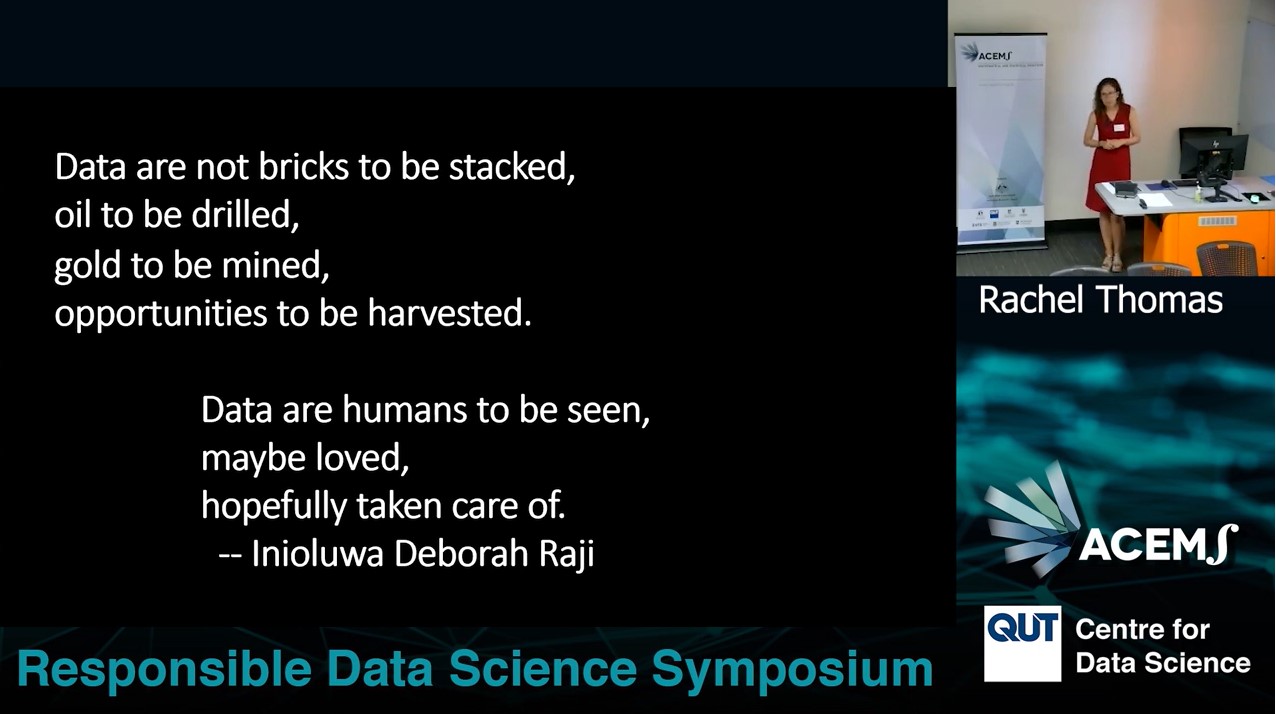 Data are not bricks to be stacked,
oil to be drilled,
gold to be mined,
opportunities to be harvested.
Data are humans to be seen,
maybe loved,
hopefully taken care of.
-- Inioluwa Deborah Raji
ACEMS
Rachel Thomas
ACEMS
QUT Centre for
Data Science
Responsible Data Science Symposium